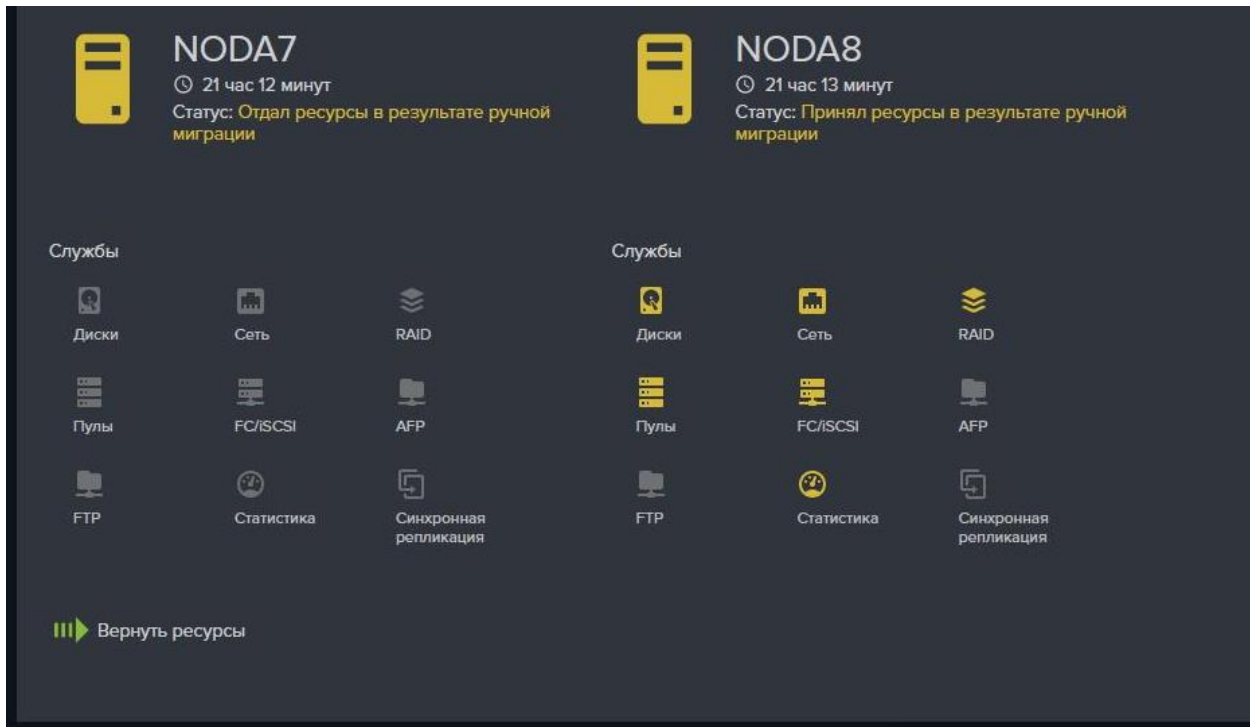 NODA7
21 час 12 минут
Статус: Отдал ресурсы в результате ручной
миграции
NODA8
21 час 13 минут
Статус: Принял ресурсы в результате ручной
миграции
Службы
Диски Сеть RAID
Пулы FC/iSCSI AFP
FTP Статистика Синхронная
репликация
Службы
Диски Сеть RAID
Пулы FC/iSCSI AFP
FTP Статистика Синхронная
репликация
Вернуть ресурсы